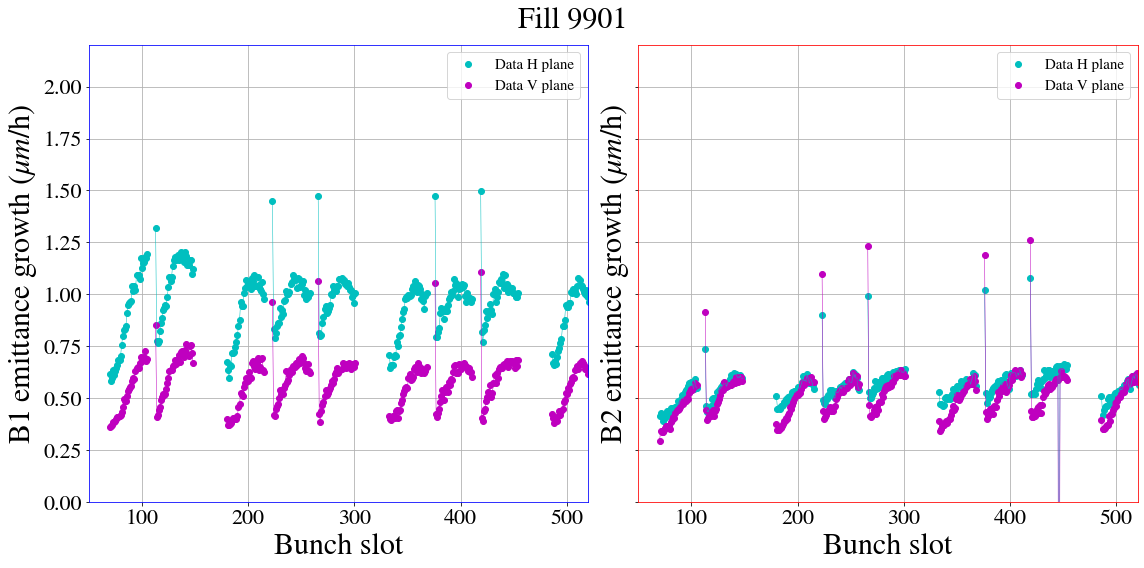 Fill 9901
B1 emittance growth (μm/h)
2.00
1.75
1.50
1.25
1.00
0.75
0.50
0.25
0.00
100 200 300 400 500
Bunch slot
Data H plane
Data V plane
B2 emittance growth (μm/h)
100 200 300 400 500
Bunch slot
Data H plane
Data V plane